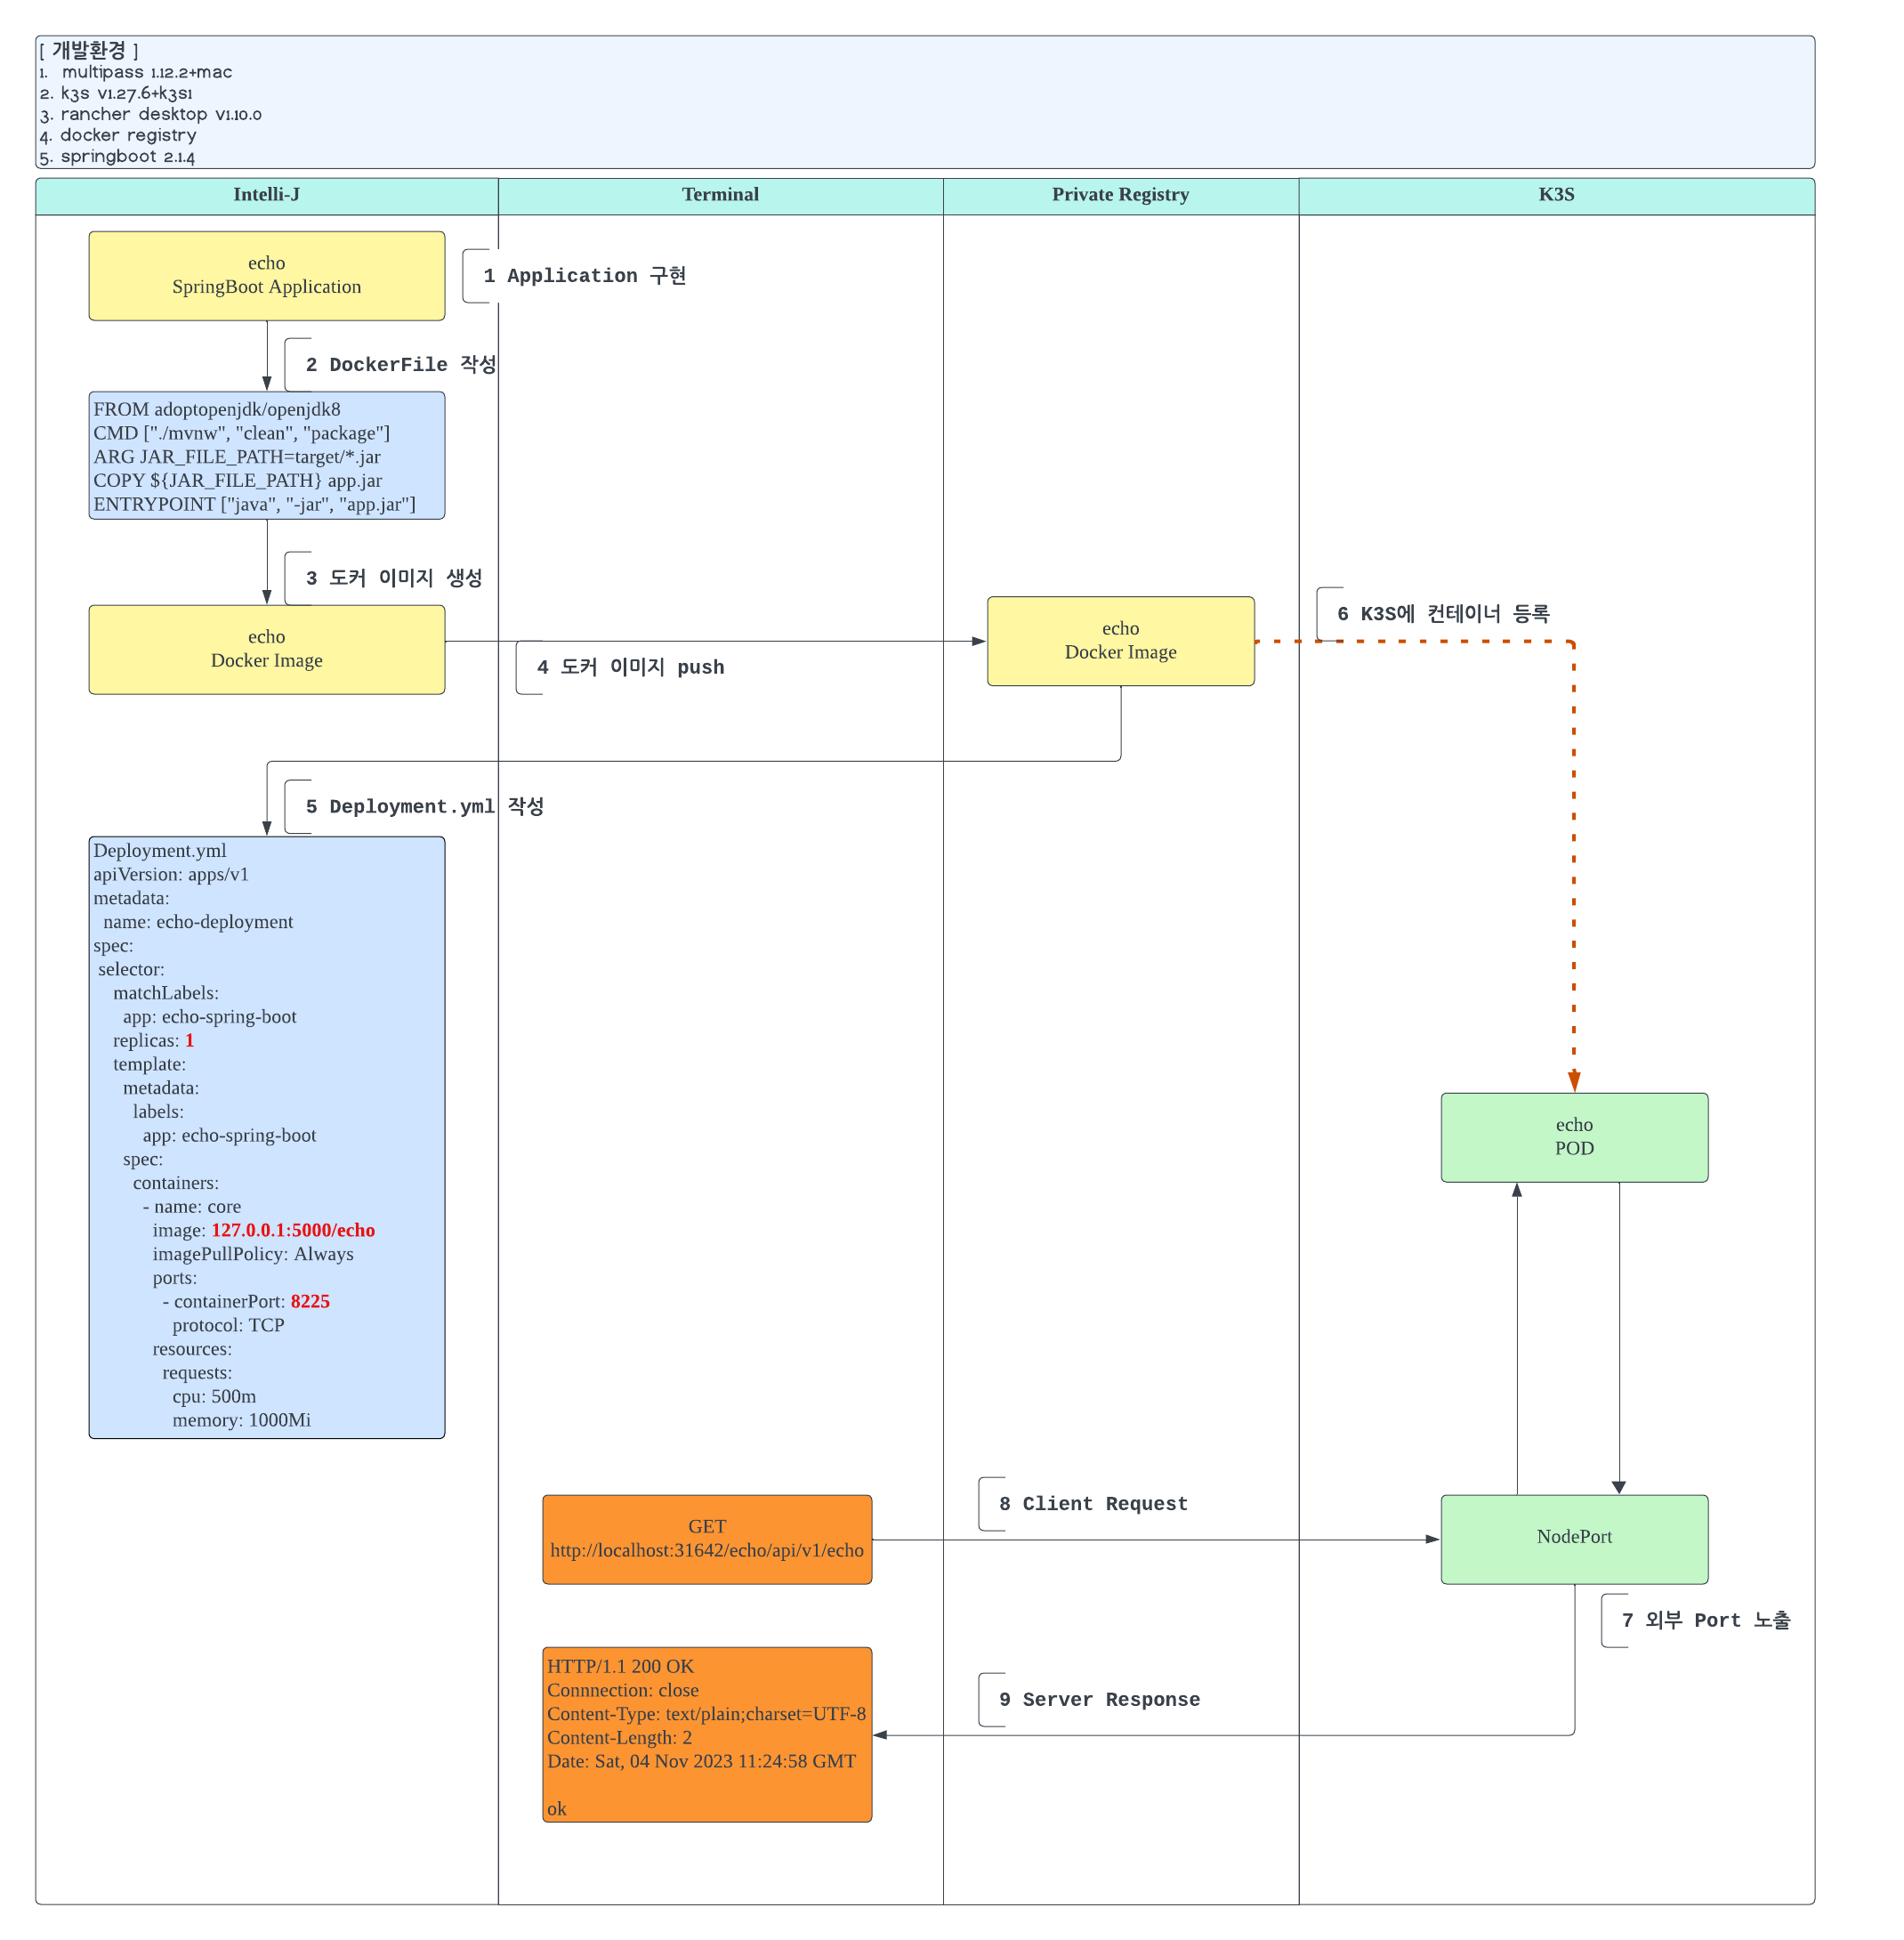 [ 개발환경 ]
1. multipass 1.12.2+mac
2. k3s v1.27.6+k3s1
3. rancher desktop v1.10.0
4. docker registry
5. springboot 2.1.4
Intelli-J
Terminal
Private Registry
K3S
echo
SpringBoot Application
1 Application 구현
2 DockerFile 작성
FROM adoptopenjdk/openjdk8
CMD ["./mvnw", "clean", "package"]
ARG JAR_FILE_PATH=target/*.jar
COPY ${JAR_FILE_PATH} app.jar
ENTRYPOINT ["java", "-jar", "app.jar"]
3 도커 이미지 생성
echo
Docker Image
4 도커 이미지 push
echo
Docker Image
6 K3S에 컨테이너 등록
5 Deployment.yml 작성
Deployment.yml
apiVersion: apps/v1
metadata:
  name: echo-deployment
spec:
 selector:
    matchLabels:
      app: echo-spring-boot
    replicas: 1
    template:
      metadata:
        labels:
          app: echo-spring-boot
      spec:
        containers:
          - name: core
            image: 127.0.0.1:5000/echo
            imagePullPolicy: Always
            ports:
              - containerPort: 8225
                protocol: TCP
            resources:
              requests:
                cpu: 500m
                memory: 1000Mi
echo
POD
8 Client Request
GET
http://localhost:31642/echo/api/v1/echo
NodePort
7 외부 Port 노출
HTTP/1.1 200 OK
Connnection: close
Content-Type: text/plain;charset=UTF-8
Content-Length: 2
Date: Sat, 04 Nov 2023 11:24:58 GMT
ok
9 Server Response